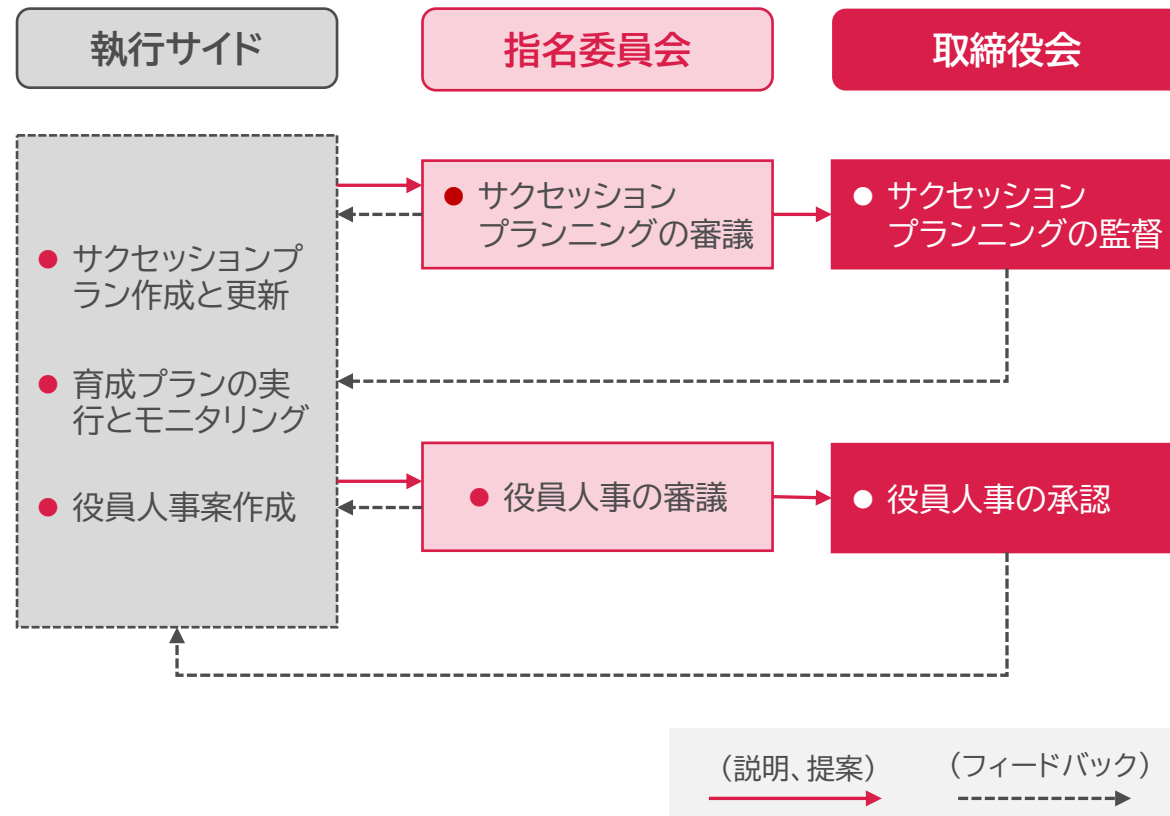 執行サイド
指名委員会
取締役会
● サクセッションプ
ラン作成と更新
● 育成プランの実
行とモニタリング
● 役員人事案作成
● サクセッション
プランニングの審議
● サクセッション
プランニングの監督
● 役員人事の審議
● 役員人事の承認
（説明、提案）
（フィードバック）